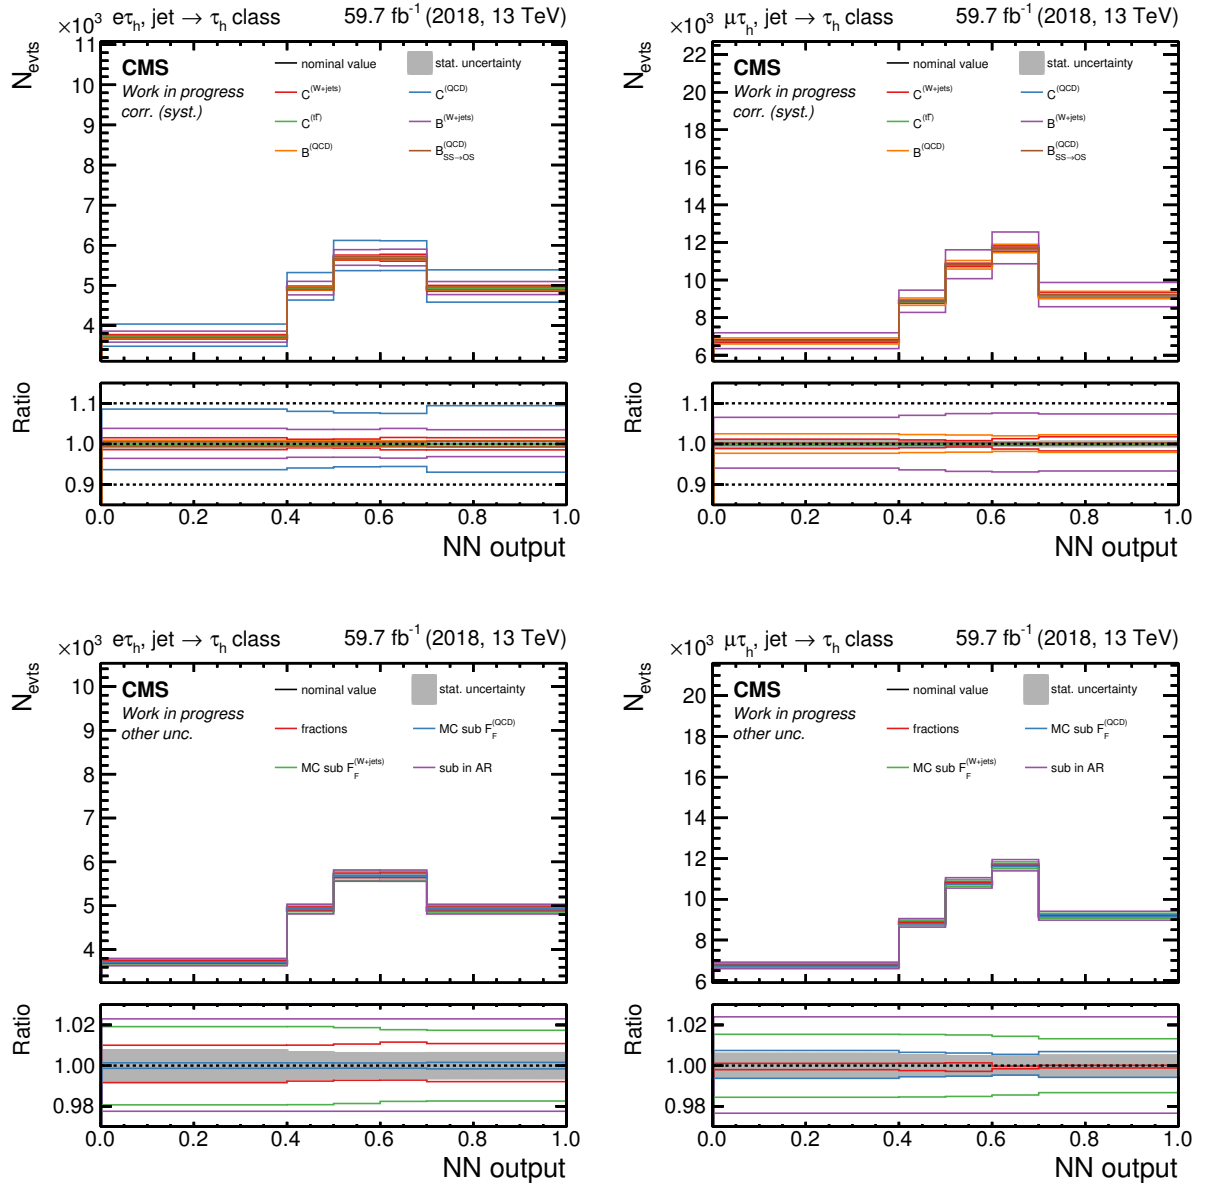 ×10³ eτh, jet → τh class 59.7 fb⁻¹ (2018, 13 TeV)
Nevts
CMS
Work in progress
corr. (syst.)
nominal value
stat. uncertainty
C(W+jets)
C(QCD)
C(tt̄)
B(W+jets)
B(QCD)
B(QCD)SS→OS
11
10
9
8
7
6
5
4
Ratio
1.1
1.0
0.9
0.0 0.2 0.4 0.6 0.8 1.0
NN output
×10³ μτh, jet → τh class 59.7 fb⁻¹ (2018, 13 TeV)
Nevts
CMS
Work in progress
corr. (syst.)
nominal value
stat. uncertainty
C(W+jets)
C(QCD)
C(tt̄)
B(W+jets)
B(QCD)
B(QCD)SS→OS
22
20
18
16
14
12
10
8
6
Ratio
1.1
1.0
0.9
0.0 0.2 0.4 0.6 0.8 1.0
NN output
×10³ eτh, jet → τh class 59.7 fb⁻¹ (2018, 13 TeV)
Nevts
CMS
Work in progress
other unc.
nominal value
stat. uncertainty
fractions
MC sub FF(QCD)
MC sub FF(W+jets)
sub in AR
10
9
8
7
6
5
4
Ratio
1.02
1.00
0.98
0.0 0.2 0.4 0.6 0.8 1.0
NN output
×10³ μτh, jet → τh class 59.7 fb⁻¹ (2018, 13 TeV)
Nevts
CMS
Work in progress
other unc.
nominal value
stat. uncertainty
fractions
MC sub FF(QCD)
MC sub FF(W+jets)
sub in AR
20
18
16
14
12
10
8
6
Ratio
1.02
1.00
0.98
0.0 0.2 0.4 0.6 0.8 1.0
NN output